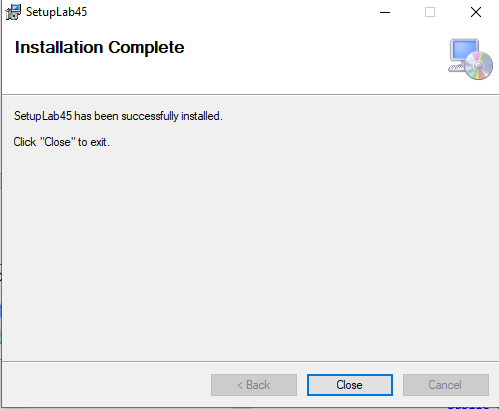 SetupLab45
Installation Complete
SetupLab45 has been successfully installed.
Click "Close" to exit.
< Back
Close
Cancel